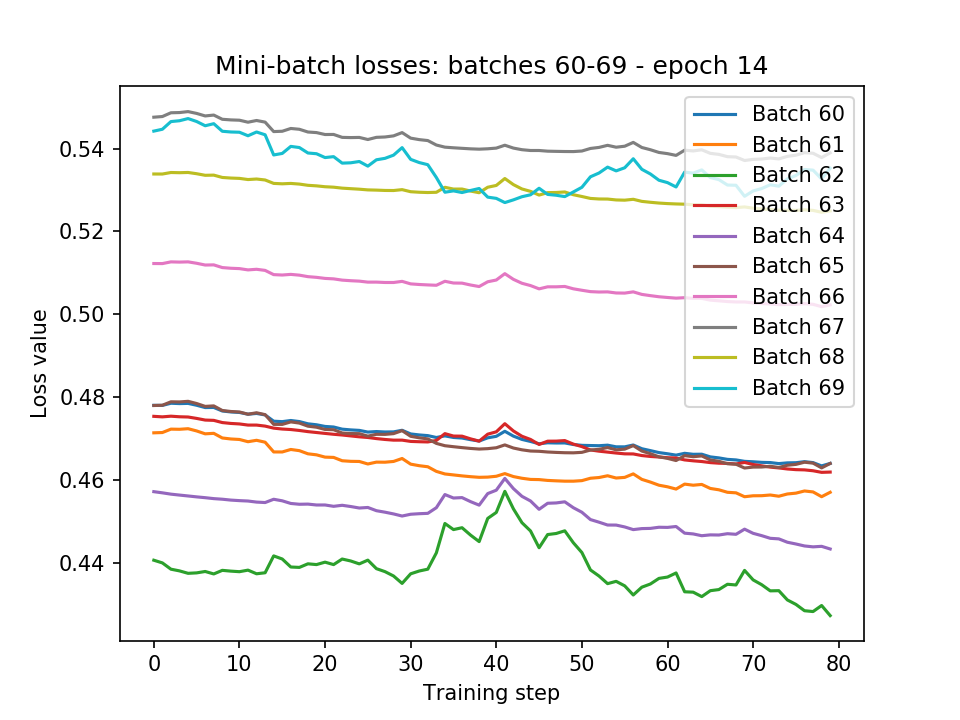 Mini-batch losses: batches 60-69 - epoch 14
Loss value
0.54
0.52
0.50
0.48
0.46
0.44
Batch 60
Batch 61
Batch 62
Batch 63
Batch 64
Batch 65
Batch 66
Batch 67
Batch 68
Batch 69
0 10 20 30 40 50 60 70 80
Training step